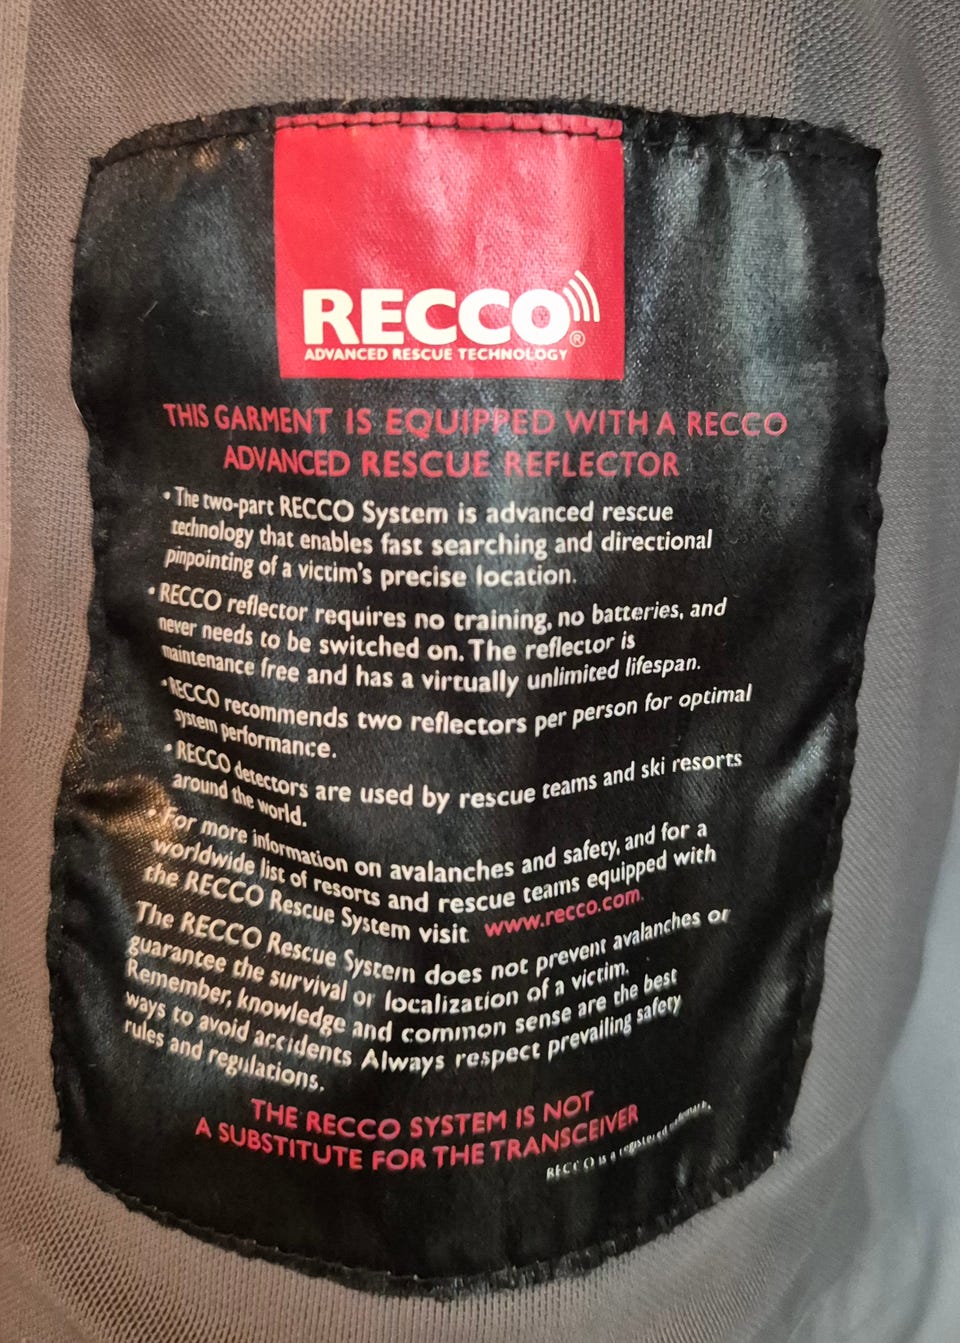 RECCO®
ADVANCED RESCUE TECHNOLOGY
THIS GARMENT IS EQUIPPED WITH A RECCO
ADVANCED RESCUE REFLECTOR
• The two-part RECCO System is advanced rescue
technology that enables fast searching and directional
pinpointing of a victim's precise location.
• RECCO reflector requires no training, no batteries, and
never needs to be switched on. The reflector is
maintenance free and has a virtually unlimited lifespan.
• RECCO recommends two reflectors per person for optimal
system performance.
• RECCO detectors are used by rescue teams and ski resorts
around the world.
• For more information on avalanches and safety, and for a
worldwide list of resorts and rescue teams equipped with
the RECCO Rescue System visit www.recco.com.
The RECCO Rescue System does not prevent avalanches or
guarantee the survival or localization of a victim.
Remember, knowledge and common sense are the best
ways to avoid accidents Always respect prevailing safety
rules and regulations.
THE RECCO SYSTEM IS NOT
A SUBSTITUTE FOR THE TRANSCEIVER
RECCO is a registered trademark.